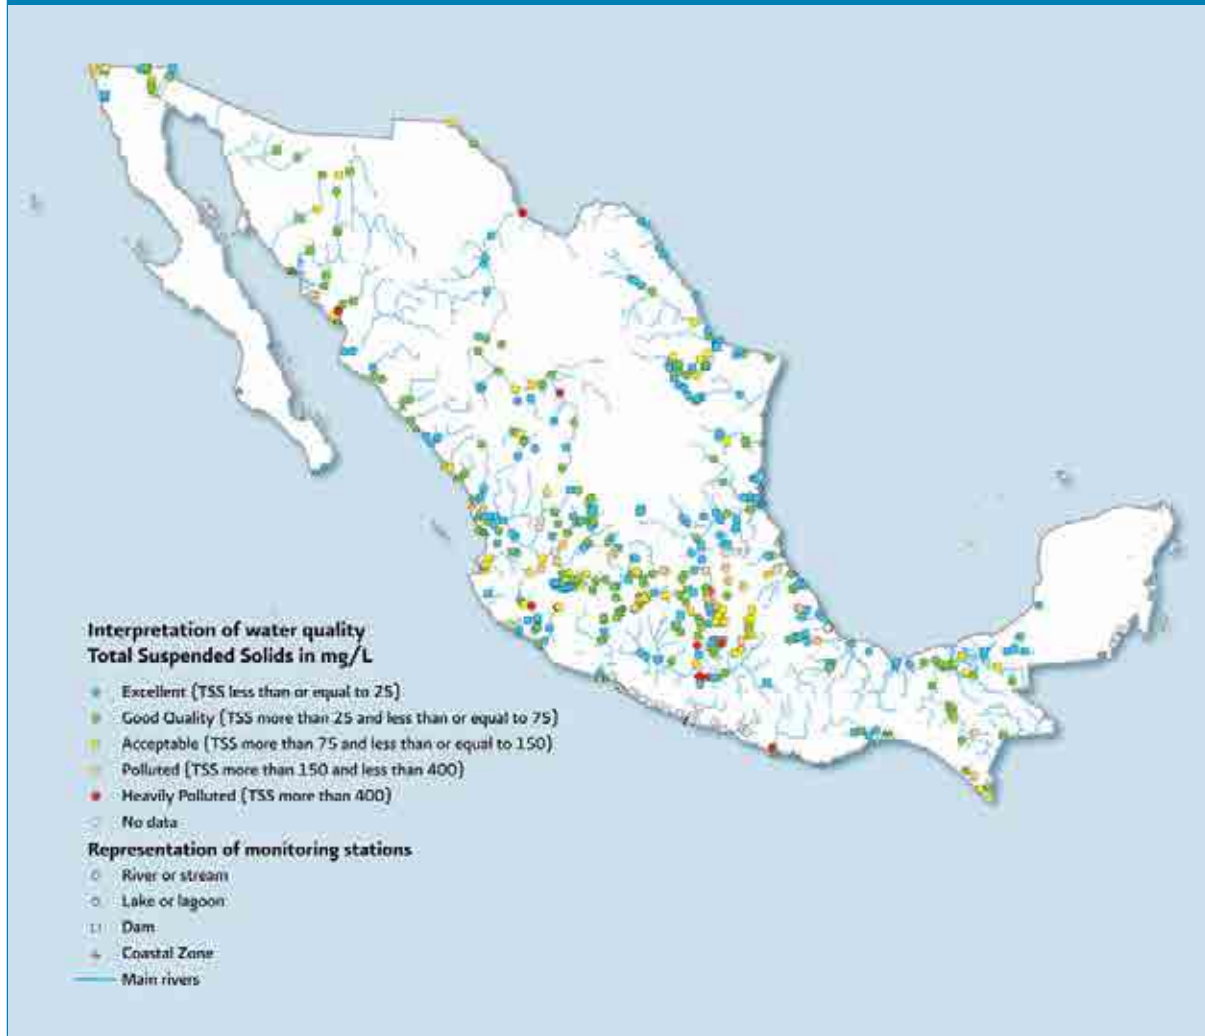 Interpretation of water quality
Total Suspended Solids in mg/L
Excellent (TSS less than or equal to 25)
Good Quality (TSS more than 25 and less than or equal to 75)
Acceptable (TSS more than 75 and less than or equal to 150)
Polluted (TSS more than 150 and less than 400)
Heavily Polluted (TSS more than 400)
No data
Representation of monitoring stations
River or stream
Lake or lagoon
Dam
Coastal Zone
Main rivers